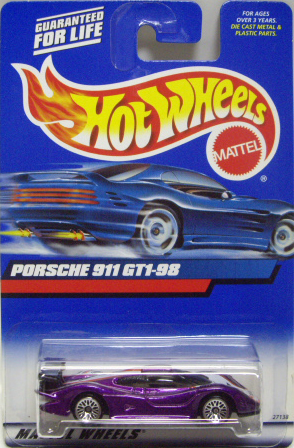 GUARANTEED
FOR LIFE
FOR AGES
OVER 3 YEARS.
DIE CAST METAL &
PLASTIC PARTS.
HOT WHEELS
MATTEL
®
PORSCHE 911 GT1-98
WHEELS